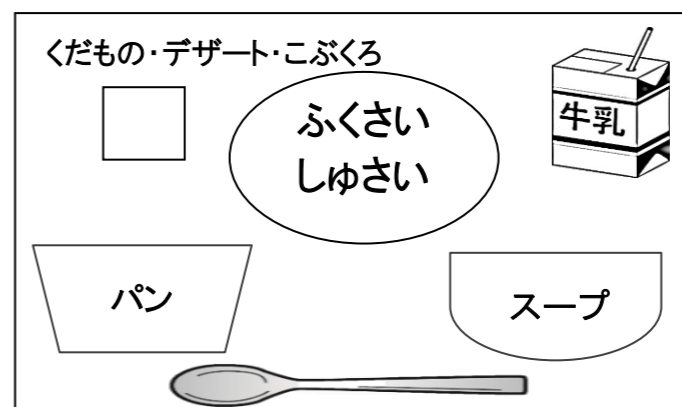 くだもの・デザート・こぶくろ
ふくさい
しゅさい
牛乳
パン
スープ